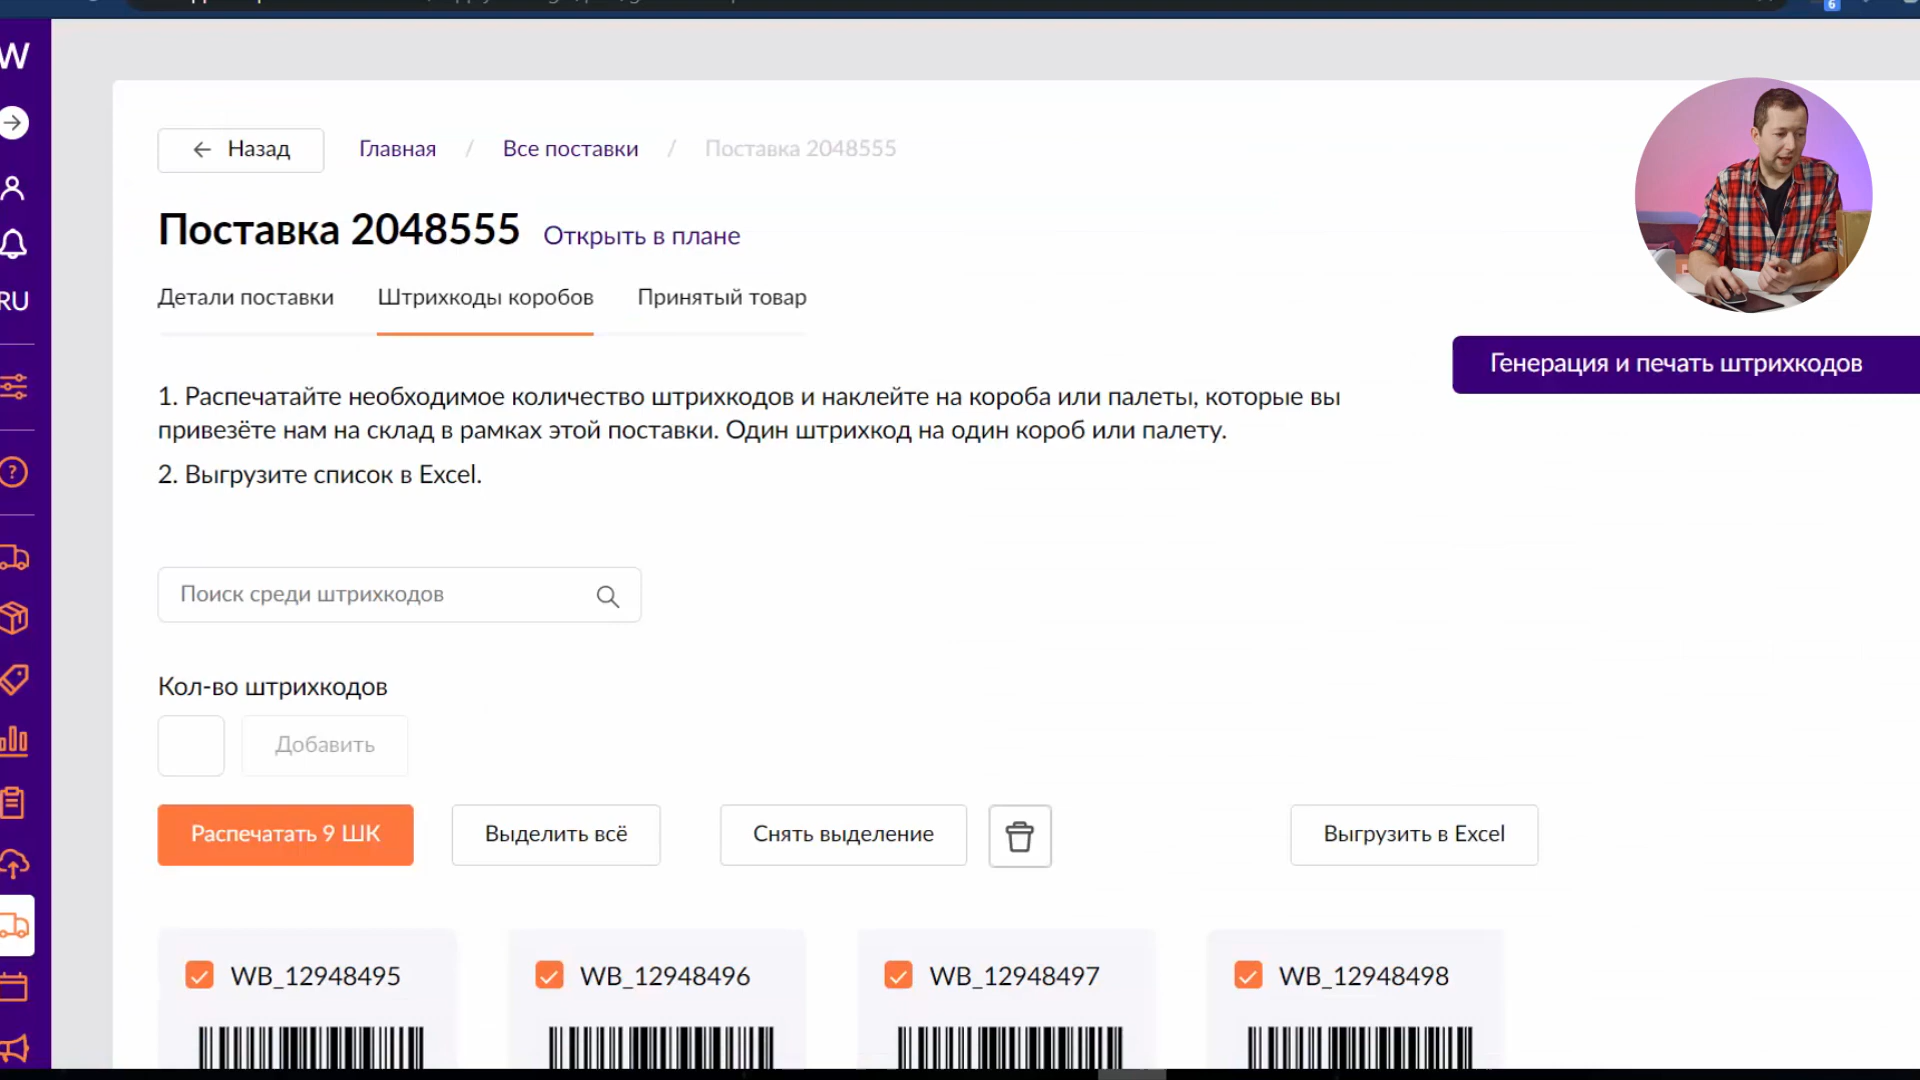 6
W
RU
Назад
Главная / Все поставки / Поставка 2048555
Поставка 2048555 Открыть в плане
Детали поставки Штрихкоды коробов Принятый товар
Генерация и печать штрихкодов
1. Распечатайте необходимое количество штрихкодов и наклейте на короба или палеты, которые вы
привезёте нам на склад в рамках этой поставки. Один штрихкод на один короб или палету.
2. Выгрузите список в Excel.
Поиск среди штрихкодов
Кол-во штрихкодов
Добавить
Распечатать 9 ШК Выделить всё Снять выделение Выгрузить в Excel
WB_12948495 WB_12948496 WB_12948497 WB_12948498